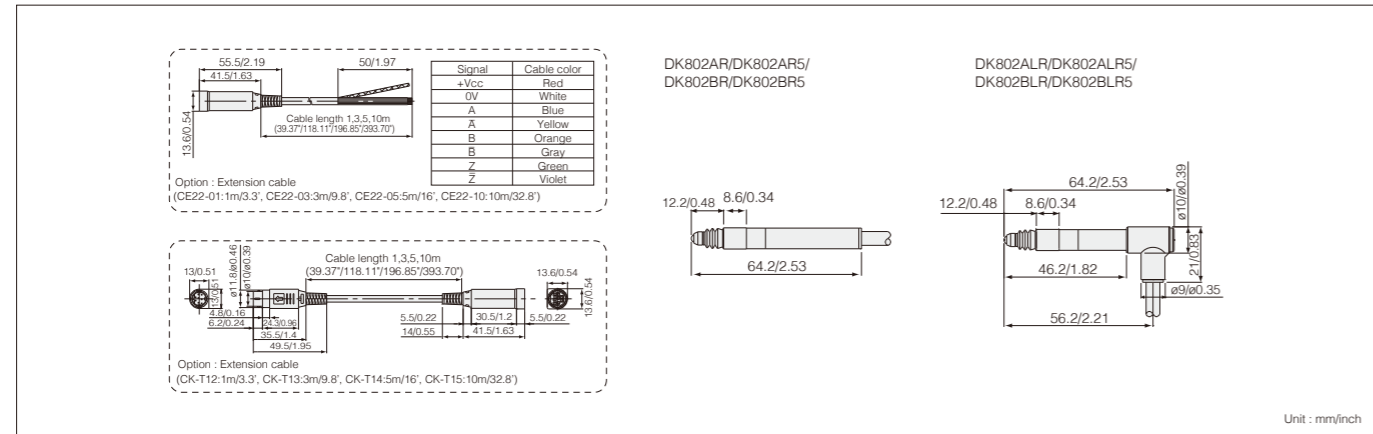 55.5/2.19
50/1.97
41.5/1.63
13.6/0.54
Cable length 1,3,5,10m
(39.37"/118.11"/196.85"/393.70")
Signal Cable color
+Vcc Red
0V White
A Blue
A̅ Yellow
B Orange
B̅ Gray
Z Green
Z̅ Violet
Option : Extension cable
(CE22-01:1m/3.3', CE22-03:3m/9.8', CE22-05:5m/16', CE22-10:10m/32.8')
Cable length 1,3,5,10m
(39.37"/118.11"/196.85"/393.70")
13/0.51
13/0.51
ø11.8/ø0.46
ø10/ø0.39
13.6/0.54
13.6/0.54
4.8/0.16
6.2/0.24
24.3/0.96
35.5/1.4
49.5/1.95
5.5/0.22
30.5/1.2
5.5/0.22
14/0.55
41.5/1.63
Option : Extension cable
(CK-T12:1m/3.3', CK-T13:3m/9.8', CK-T14:5m/16', CK-T15:10m/32.8')
DK802AR/DK802AR5/
DK802BR/DK802BR5
12.2/0.48
8.6/0.34
64.2/2.53
DK802ALR/DK802ALR5/
DK802BLR/DK802BLR5
64.2/2.53
ø10/ø0.39
12.2/0.48
8.6/0.34
46.2/1.82
21/0.83
ø9/ø0.35
56.2/2.21
Unit : mm/inch